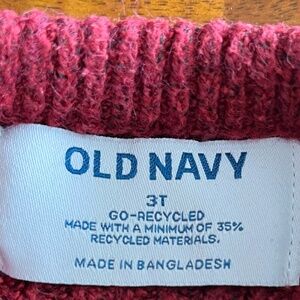 OLD NAVY
3T
GO-RECYCLED
MADE WITH A MINIMUM OF 35%
RECYCLED MATERIALS.
MADE IN BANGLADESH